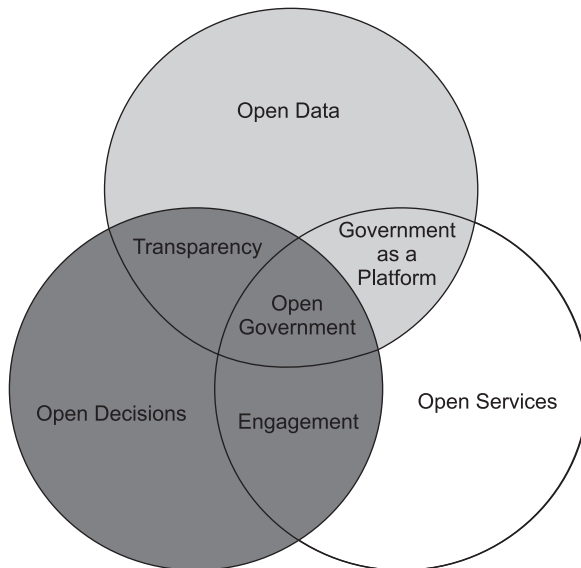 Open Data
Transparency
Government
as a
Platform
Open
Government
Open Decisions
Engagement
Open Services